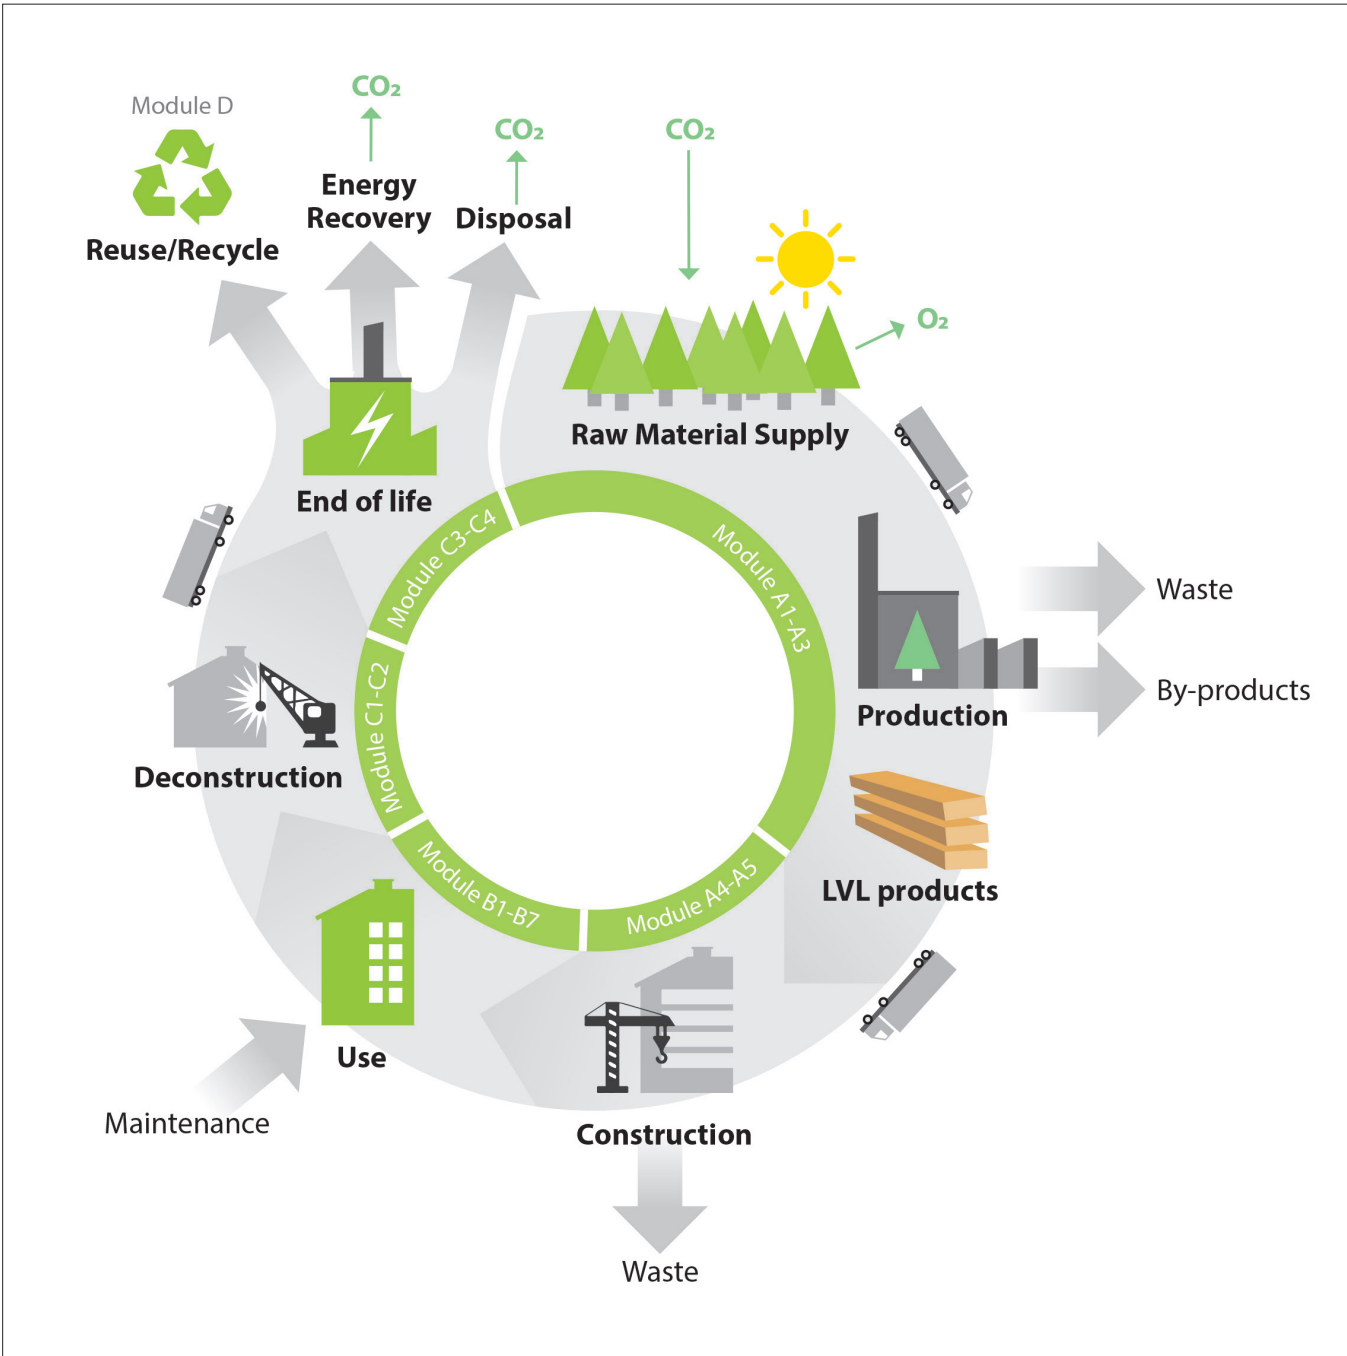 Module D
Reuse/Recycle
CO₂
Energy
Recovery
CO₂
Disposal
CO₂
O₂
Raw Material Supply
End of life
Module C3-C4
Module A1-A3
Waste
By-products
Production
Module C1-C2
Deconstruction
LVL products
Module B1-B7
Module A4-A5
Use
Maintenance
Construction
Waste